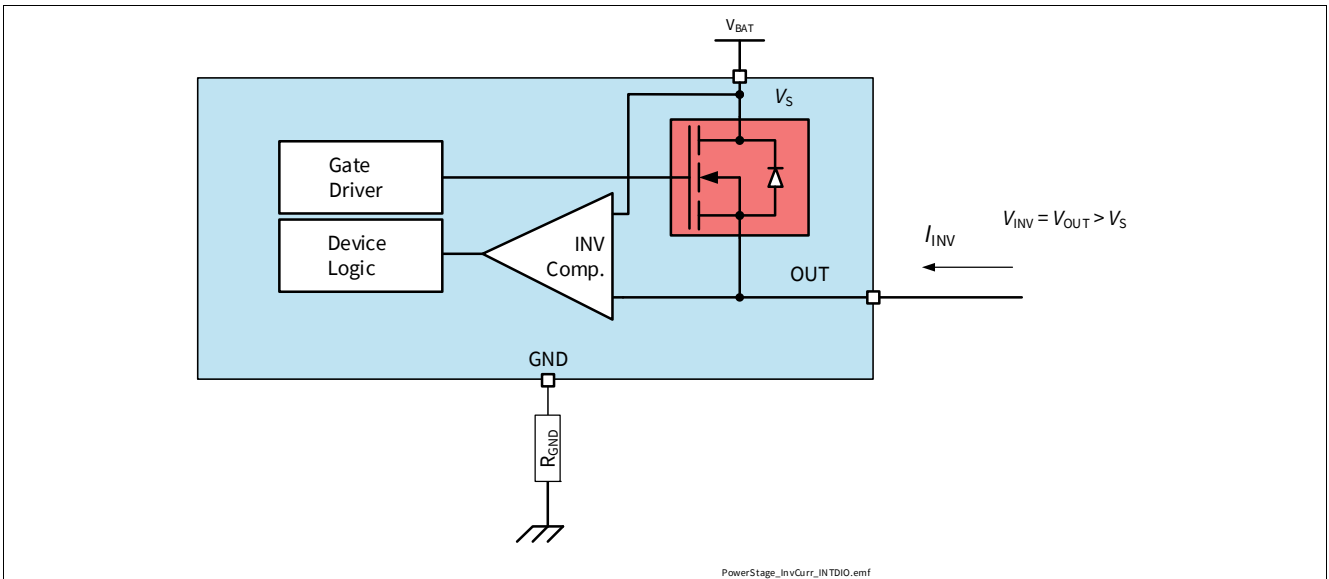 VBAT
VS
Gate
Driver
Device
Logic
INV
Comp.
OUT
IINV
VINV = VOUT > VS
GND
RGND
PowerStage_InvCurr_INTDIO.emf